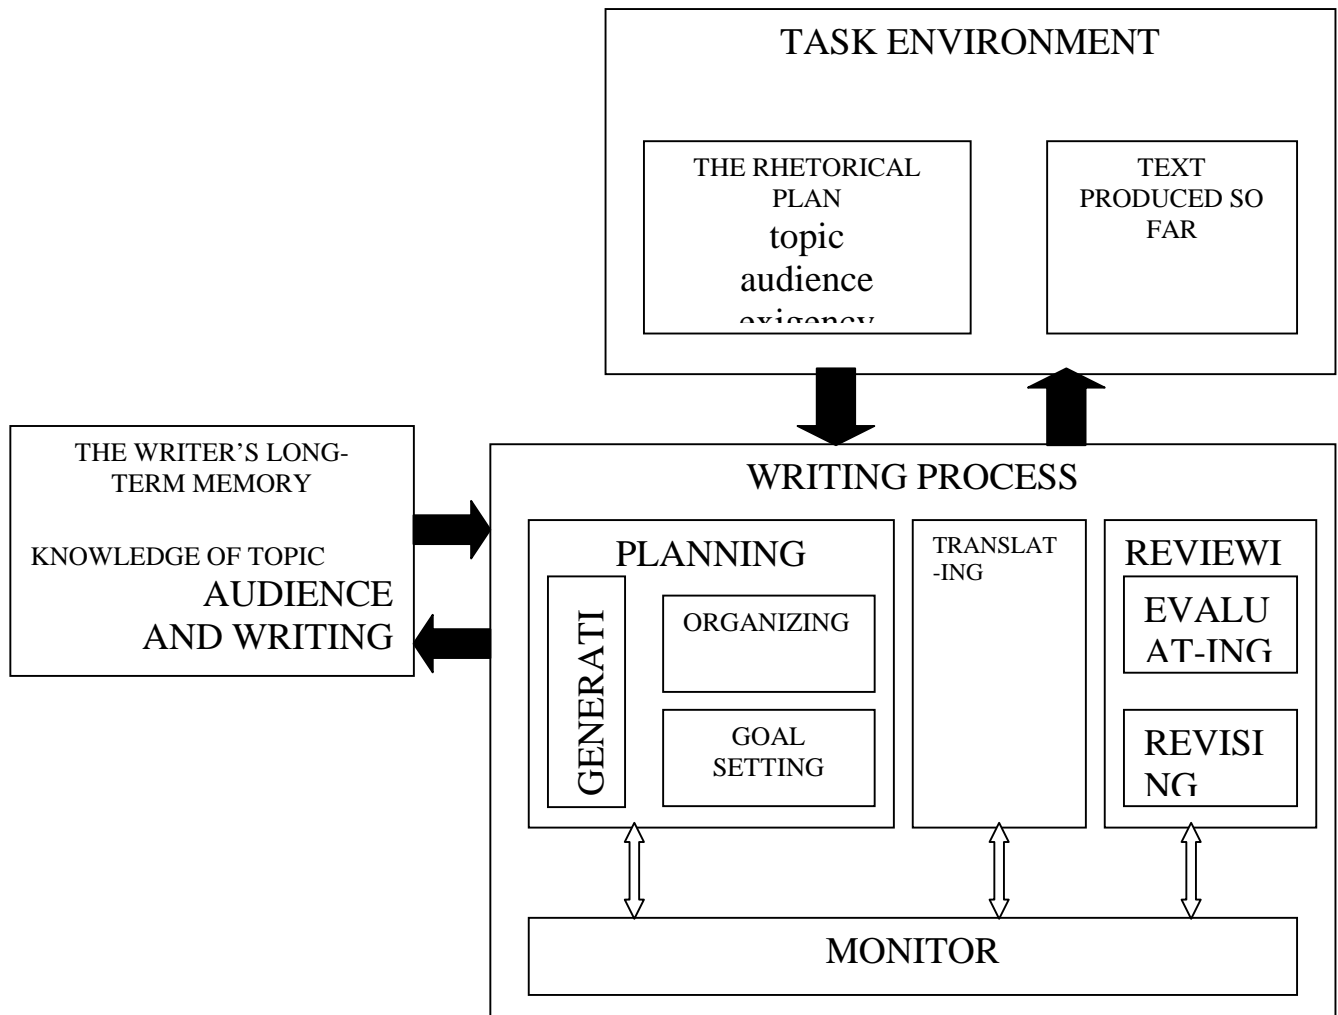 TASK ENVIRONMENT
THE RHETORICAL
PLAN
topic
audience
exigency
TEXT
PRODUCED SO
FAR
THE WRITER’S LONG-
TERM MEMORY
KNOWLEDGE OF TOPIC
AUDIENCE
AND WRITING
WRITING PROCESS
PLANNING
GENERATI
ORGANIZING
GOAL
SETTING
TRANSLAT
-ING
REVIEWI
EVALU
AT-ING
REVISI
NG
MONITOR